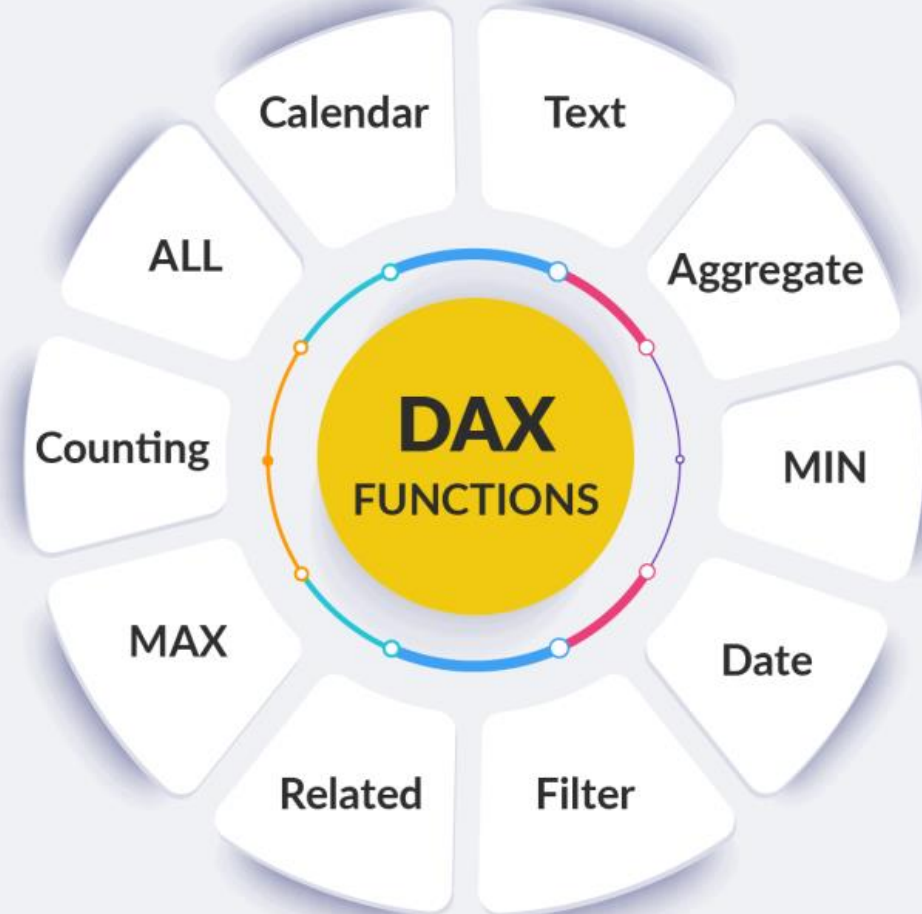 Calendar
Text
ALL
Aggregate
Counting
DAX
FUNCTIONS
MIN
MAX
Date
Related
Filter